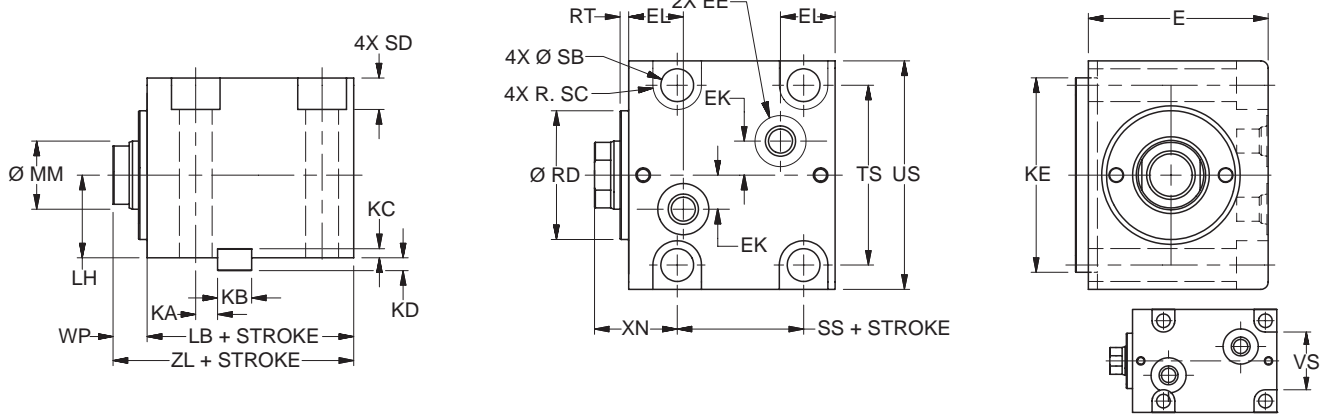 4X SD
Ø MM
LH
KC
KA
KB
KD
WP
LB + STROKE
ZL + STROKE
RT
EL
2X EE
EL
4X Ø SB
4X R. SC
EK
Ø RD
TS
US
EK
XN
SS + STROKE
E
KE
VS